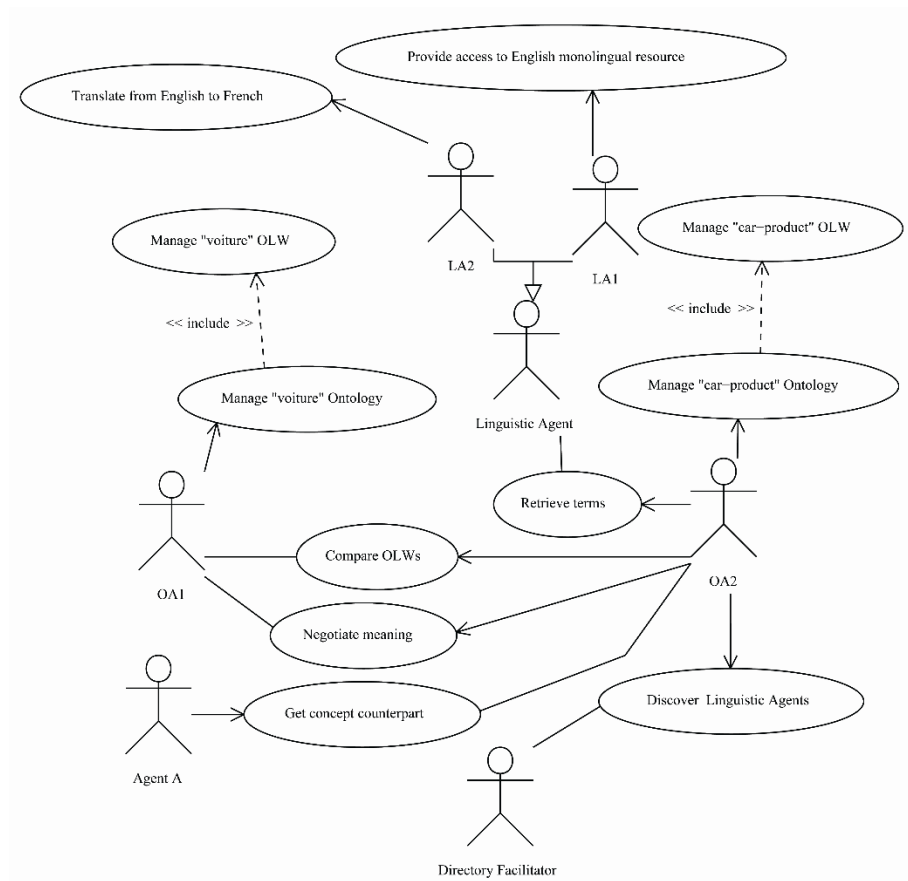 Provide access to English monolingual resource
Translate from English to French
Manage "voiture" OLW
Manage "car−product" OLW
LA2
LA1
<< include >>
<< include >>
Manage "voiture" Ontology
Manage "car−product" Ontology
Linguistic Agent
Retrieve terms
Compare OLWs
OA1
OA2
Negotiate meaning
Discover Linguistic Agents
Get concept counterpart
Agent A
Directory Facilitator